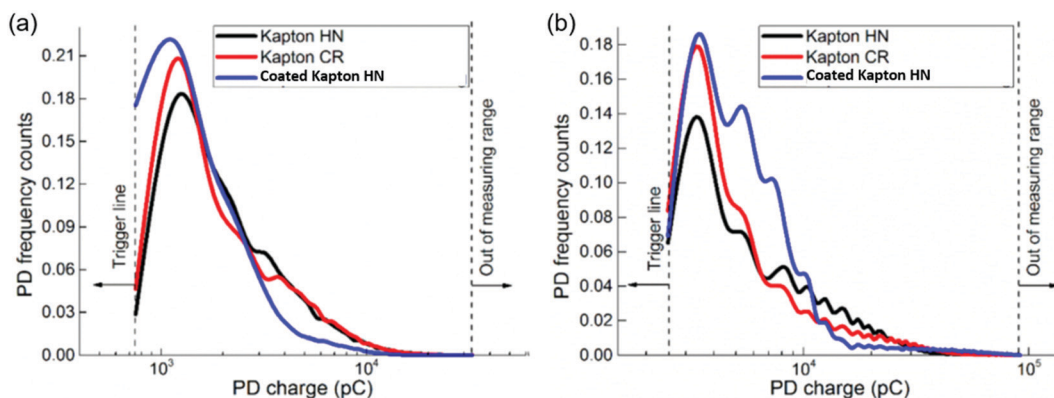 (a)
Kapton HN
Kapton CR
Coated Kapton HN
PD frequency counts
0.21
0.18
0.15
0.12
0.09
0.06
0.03
0.00
Trigger line
Out of measuring range
10³
10⁴
PD charge (pC)
(b)
Kapton HN
Kapton CR
Coated Kapton HN
PD frequency counts
0.18
0.16
0.14
0.12
0.10
0.08
0.06
0.04
0.02
0.00
Trigger line
Out of measuring range
10⁴
10⁵
PD charge (pC)